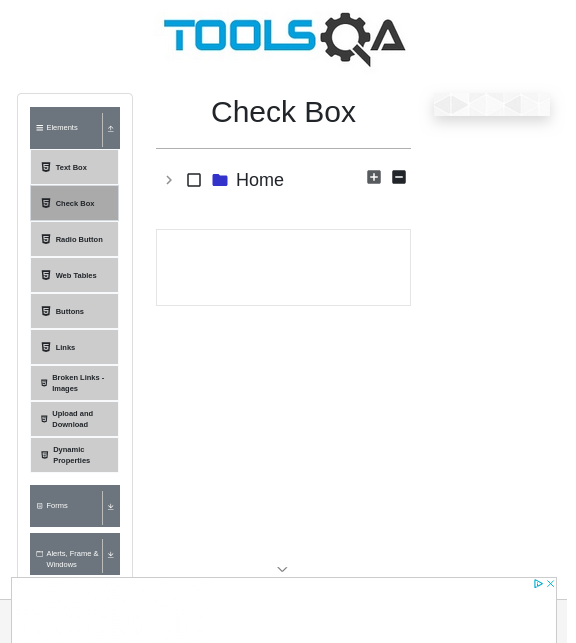 TOOLSQA
Check Box
Elements
Text Box
Check Box
Radio Button
Web Tables
Buttons
Links
Broken Links -
Images
Upload and
Download
Dynamic
Properties
Forms
Alerts, Frame &
Windows
Home